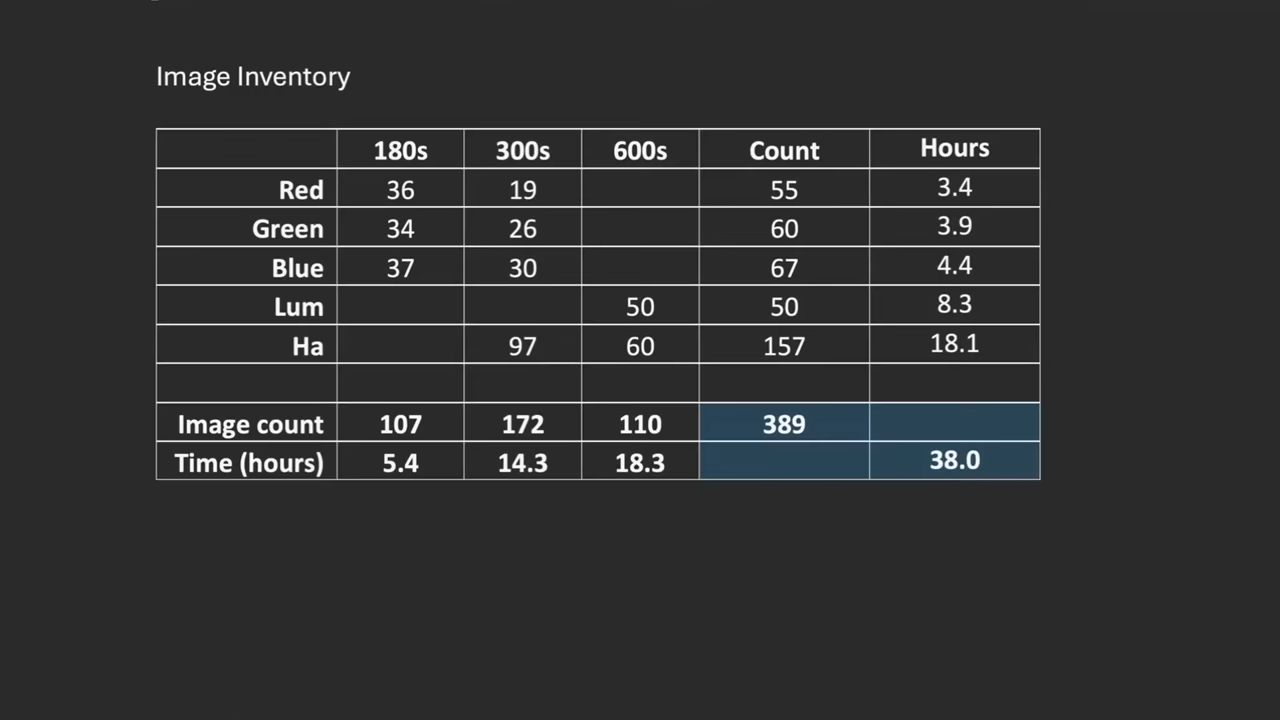 Image Inventory
180s 300s 600s Count Hours
Red 36 19 55 3.4
Green 34 26 60 3.9
Blue 37 30 67 4.4
Lum 50 50 8.3
Ha 97 60 157 18.1
Image count 107 172 110 389
Time (hours) 5.4 14.3 18.3 38.0